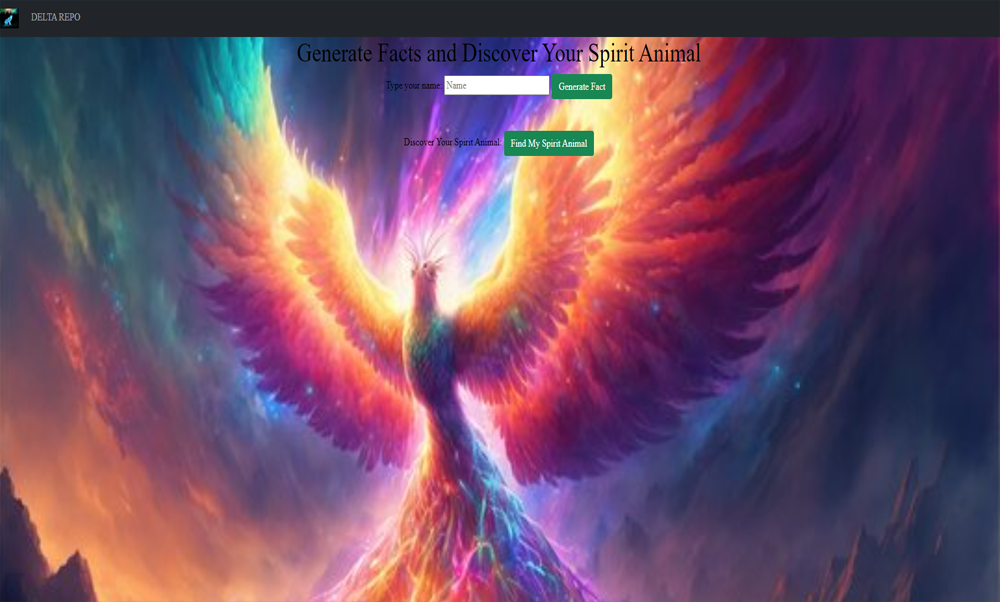 DELTA REPO
Generate Facts and Discover Your Spirit Animal
Type your name: Name Generate Fact
Discover Your Spirit Animal: Find My Spirit Animal